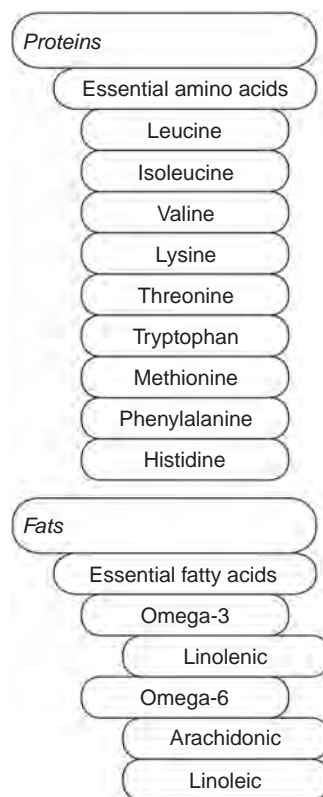 Proteins
Essential amino acids
Leucine
Isoleucine
Valine
Lysine
Threonine
Tryptophan
Methionine
Phenylalanine
Histidine
Fats
Essential fatty acids
Omega-3
Linolenic
Omega-6
Arachidonic
Linoleic